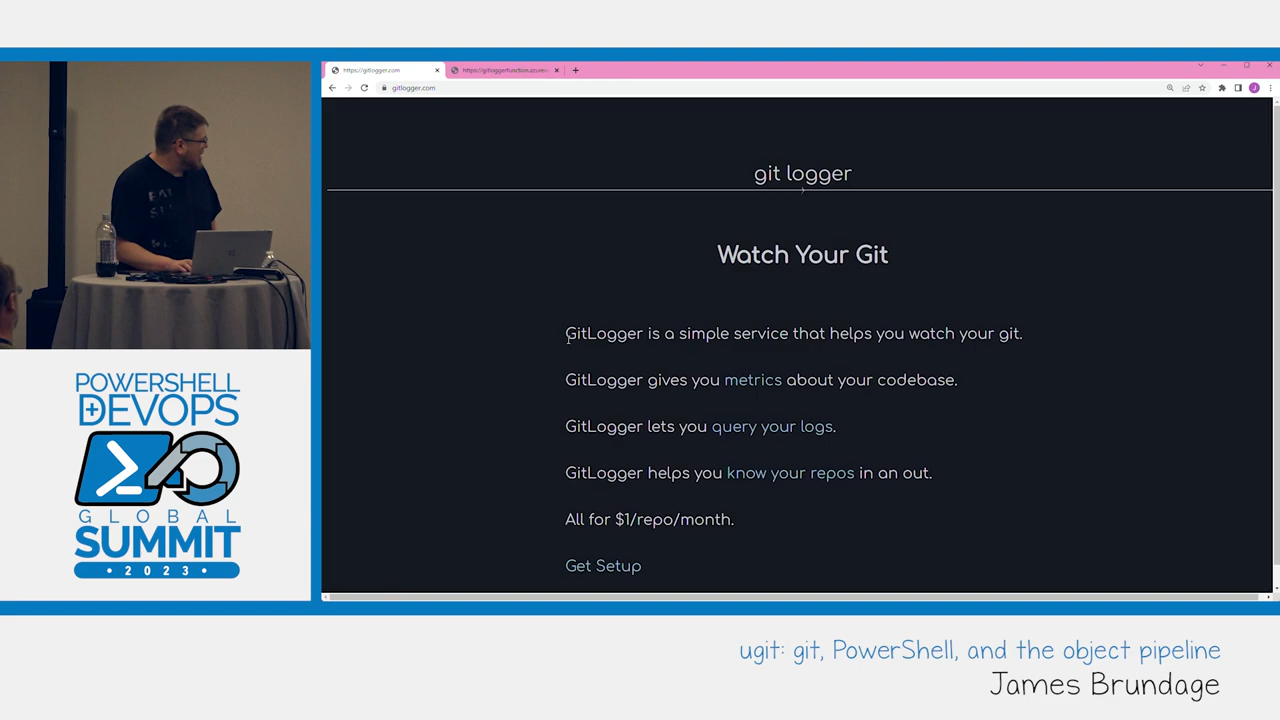 https://gitlogger.com
https://gitloggerfunction.azurew
gitlogger.com
J
git logger
Watch Your Git
GitLogger is a simple service that helps you watch your git.
GitLogger gives you metrics about your codebase.
GitLogger lets you query your logs.
GitLogger helps you know your repos in an out.
All for $1/repo/month.
Get Setup
POWERSHELL
+DEVOPS
GLOBAL
SUMMIT
• 2023 •
ugit: git, PowerShell, and the object pipeline
James Brundage